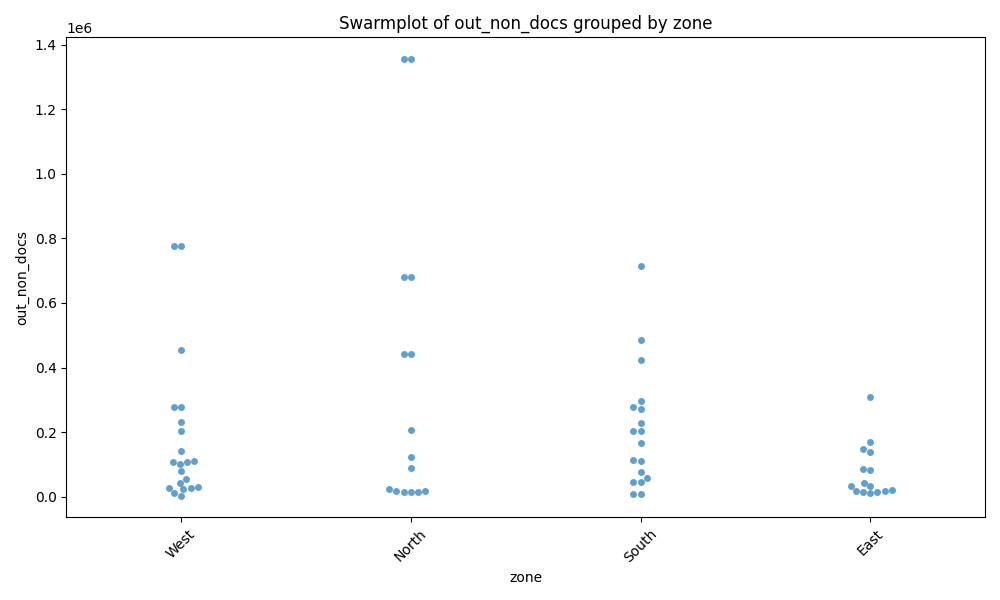 Swarmplot of out_non_docs grouped by zone
1e6
1.4
1.2
1.0
0.8
0.6
0.4
0.2
0.0
out_non_docs
West
North
South
East
zone